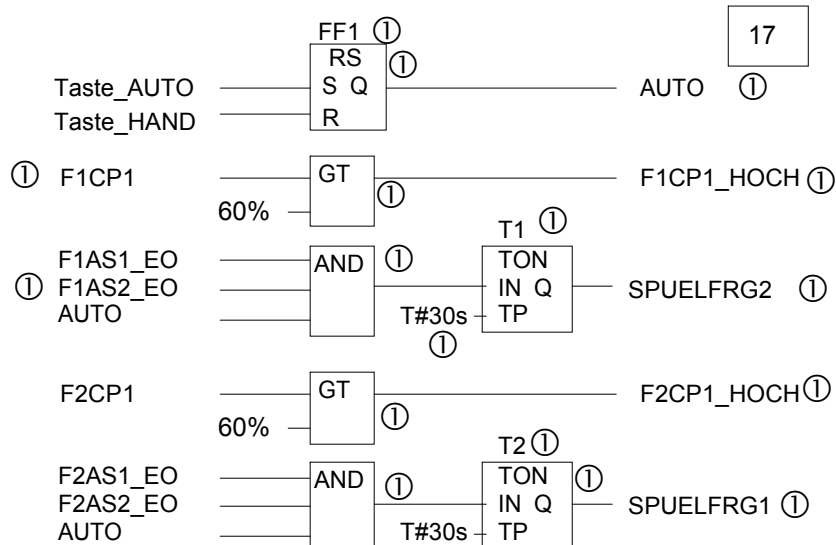 FF1 ①
17
RS ①
Taste_AUTO S Q AUTO ①
Taste_HAND R
① F1CP1 GT ① F1CP1_HOCH ①
60%
T1 ①
F1AS1_EO AND ① TON
① F1AS2_EO IN Q SPUELFRG2 ①
AUTO T#30s TP
①
F2CP1 GT F2CP1_HOCH ①
60% ①
T2 ①
F2AS1_EO AND ① TON ①
F2AS2_EO IN Q SPUELFRG1 ①
AUTO T#30s TP